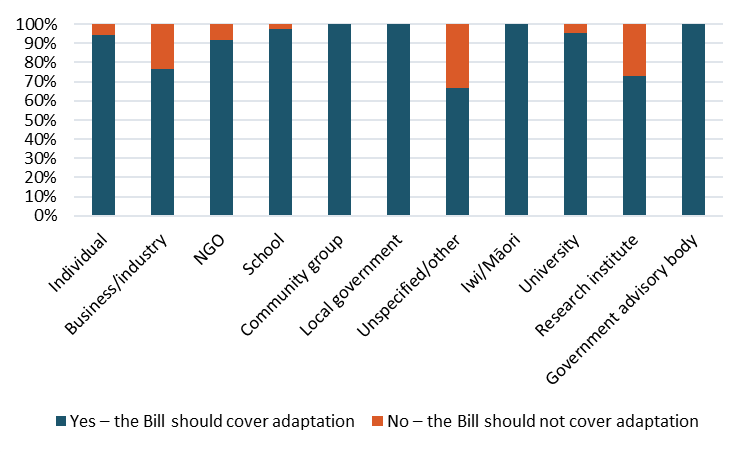 100%
90%
80%
70%
60%
50%
40%
30%
20%
10%
0%
Individual
Business/industry
NGO
School
Community group
Local government
Unspecified/other
Iwi/Māori
University
Research institute
Government advisory body
Yes – the Bill should cover adaptation
No – the Bill should not cover adaptation